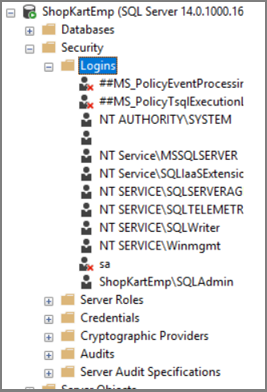 ShopKartEmp (SQL Server 14.0.1000.16
Databases
Security
Logins
##MS_PolicyEventProcessin
##MS_PolicyTsqlExecutionl
NT AUTHORITY\SYSTEM
NT Service\MSSQLSERVER
NT Service\SQLIaaSExtensic
NT SERVICE\SQLSERVERAG
NT SERVICE\SQLTELEMETR
NT SERVICE\SQLWriter
NT SERVICE\Winmgmt
sa
ShopKartEmp\SQLAdmin
Server Roles
Credentials
Cryptographic Providers
Audits
Server Audit Specifications
Server Objects